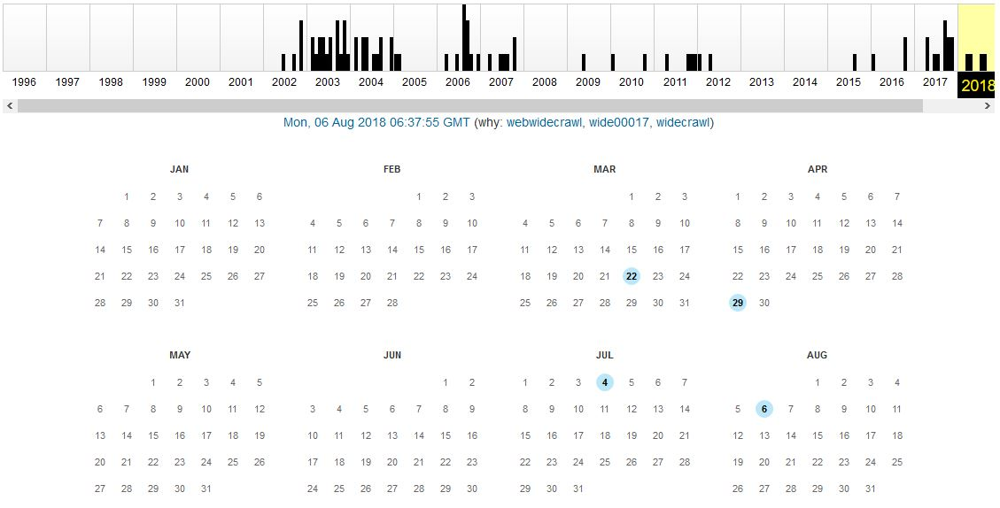 1996 1997 1998 1999 2000 2001 2002 2003 2004 2005 2006 2007 2008 2009 2010 2011 2012 2013 2014 2015 2016 2017 2018
Mon, 06 Aug 2018 06:37:55 GMT (why: webwidecrawl, wide00017, widecrawl)
JAN
1 2 3 4 5 6
7 8 9 10 11 12 13
14 15 16 17 18 19 20
21 22 23 24 25 26 27
28 29 30 31
FEB
1 2 3
4 5 6 7 8 9 10
11 12 13 14 15 16 17
18 19 20 21 22 23 24
25 26 27 28
MAR
1 2 3
4 5 6 7 8 9 10
11 12 13 14 15 16 17
18 19 20 21 22 23 24
25 26 27 28 29 30 31
APR
1 2 3 4 5 6 7
8 9 10 11 12 13 14
15 16 17 18 19 20 21
22 23 24 25 26 27 28
29 30
MAY
1 2 3 4 5
6 7 8 9 10 11 12
13 14 15 16 17 18 19
20 21 22 23 24 25 26
27 28 29 30 31
JUN
1 2
3 4 5 6 7 8 9
10 11 12 13 14 15 16
17 18 19 20 21 22 23
24 25 26 27 28 29 30
JUL
1 2 3 4 5 6 7
8 9 10 11 12 13 14
15 16 17 18 19 20 21
22 23 24 25 26 27 28
29 30 31
AUG
1 2 3 4
5 6 7 8 9 10 11
12 13 14 15 16 17 18
19 20 21 22 23 24 25
26 27 28 29 30 31